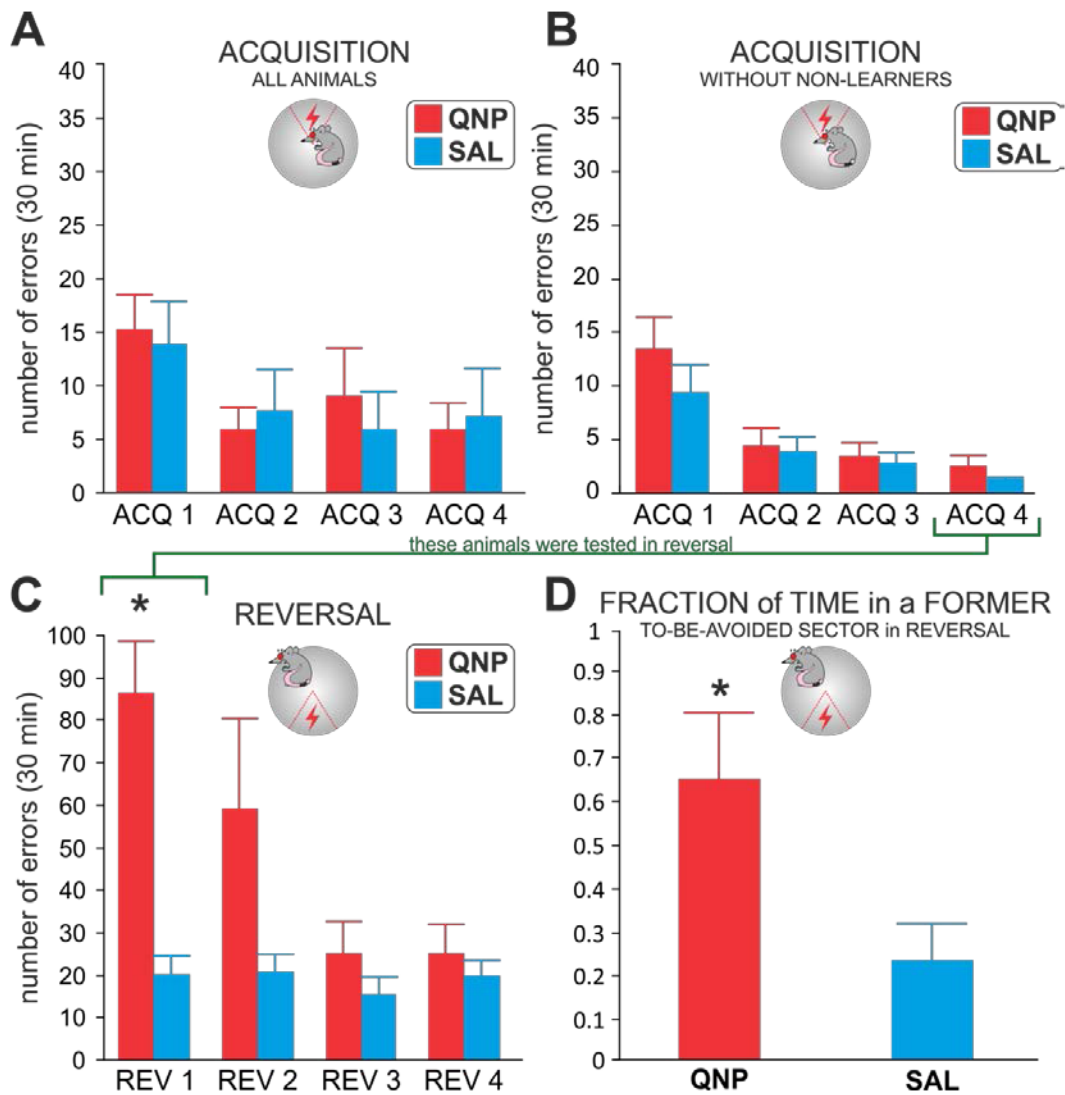 A
ACQUISITION
ALL ANIMALS
QNP
SAL
number of errors (30 min)
40
35
30
25
20
15
10
5
0
ACQ 1 ACQ 2 ACQ 3 ACQ 4
B
ACQUISITION
WITHOUT NON-LEARNERS
QNP
SAL
number of errors (30 min)
40
35
30
25
20
15
10
5
0
ACQ 1 ACQ 2 ACQ 3 ACQ 4
these animals were tested in reversal
C
REVERSAL
*
QNP
SAL
number of errors (30 min)
100
90
80
70
60
50
40
30
20
10
0
REV 1 REV 2 REV 3 REV 4
D
FRACTION of TIME in a FORMER
TO-BE-AVOIDED SECTOR in REVERSAL
*
1
0.9
0.8
0.7
0.6
0.5
0.4
0.3
0.2
0.1
0
QNP SAL